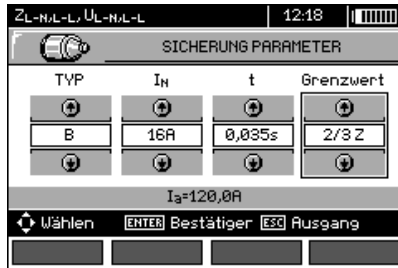 ZL-N,L-L, UL-N,L-L 12:18
SICHERUNG PARAMETER
TYP IN t Grenzwert
B 16A 0,035s 2/3 Z
Ia=120,0A
Wählen ENTER Bestätiger ESC Ausgang